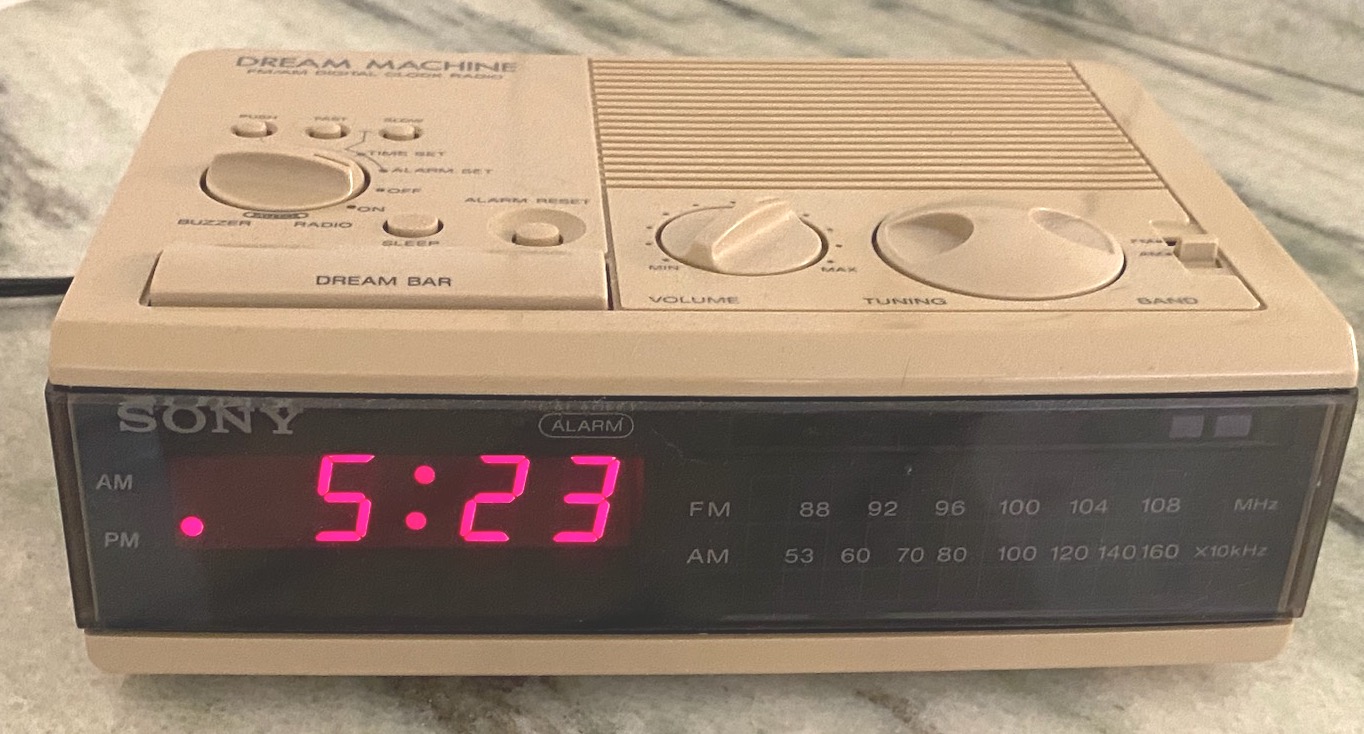 DREAM MACHINE
FM/AM DIGITAL CLOCK RADIO
PUSH FAST SLOW
TIME SET
ALARM SET
OFF
ON
BUZZER RADIO
ALARM RESET
SLEEP
DREAM BAR
MIN MAX
VOLUME
TUNING
BAND
SONY
ALARM
AM
PM
5:23
FM 88 92 96 100 104 108 MHz
AM 53 60 70 80 100 120 140 160 X10kHz